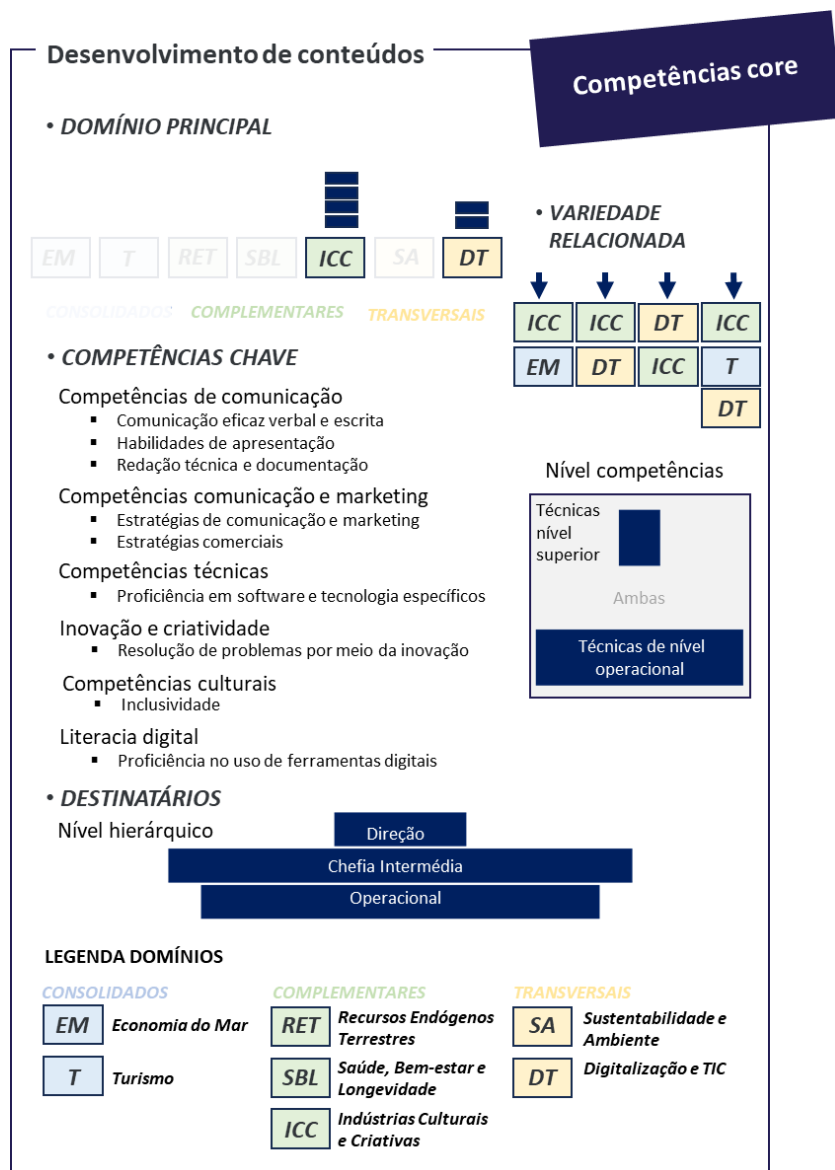 Desenvolvimento de conteúdos
Competências core
• DOMÍNIO PRINCIPAL
EM
T
RET
SBL
ICC
SA
DT
CONSOLIDADOS
COMPLEMENTARES
TRANSVERSAIS
• VARIEDADE
RELACIONADA
ICC ICC DT ICC
EM DT ICC T
DT
• COMPETÊNCIAS CHAVE
Competências de comunicação
▪ Comunicação eficaz verbal e escrita
▪ Habilidades de apresentação
▪ Redação técnica e documentação
Competências comunicação e marketing
▪ Estratégias de comunicação e marketing
▪ Estratégias comerciais
Competências técnicas
▪ Proficiência em software e tecnologia específicos
Inovação e criatividade
▪ Resolução de problemas por meio da inovação
Competências culturais
▪ Inclusividade
Literacia digital
▪ Proficiência no uso de ferramentas digitais
Nível competências
Técnicas
nível
superior
Ambas
Técnicas de nível
operacional
• DESTINATÁRIOS
Nível hierárquico
Direção
Chefia Intermédia
Operacional
LEGENDA DOMÍNIOS
CONSOLIDADOS
EM Economia do Mar
T Turismo
COMPLEMENTARES
RET Recursos Endógenos
Terrestres
SBL Saúde, Bem-estar e
Longevidade
ICC Indústrias Culturais
e Criativas
TRANSVERSAIS
SA Sustentabilidade e
Ambiente
DT Digitalização e TIC